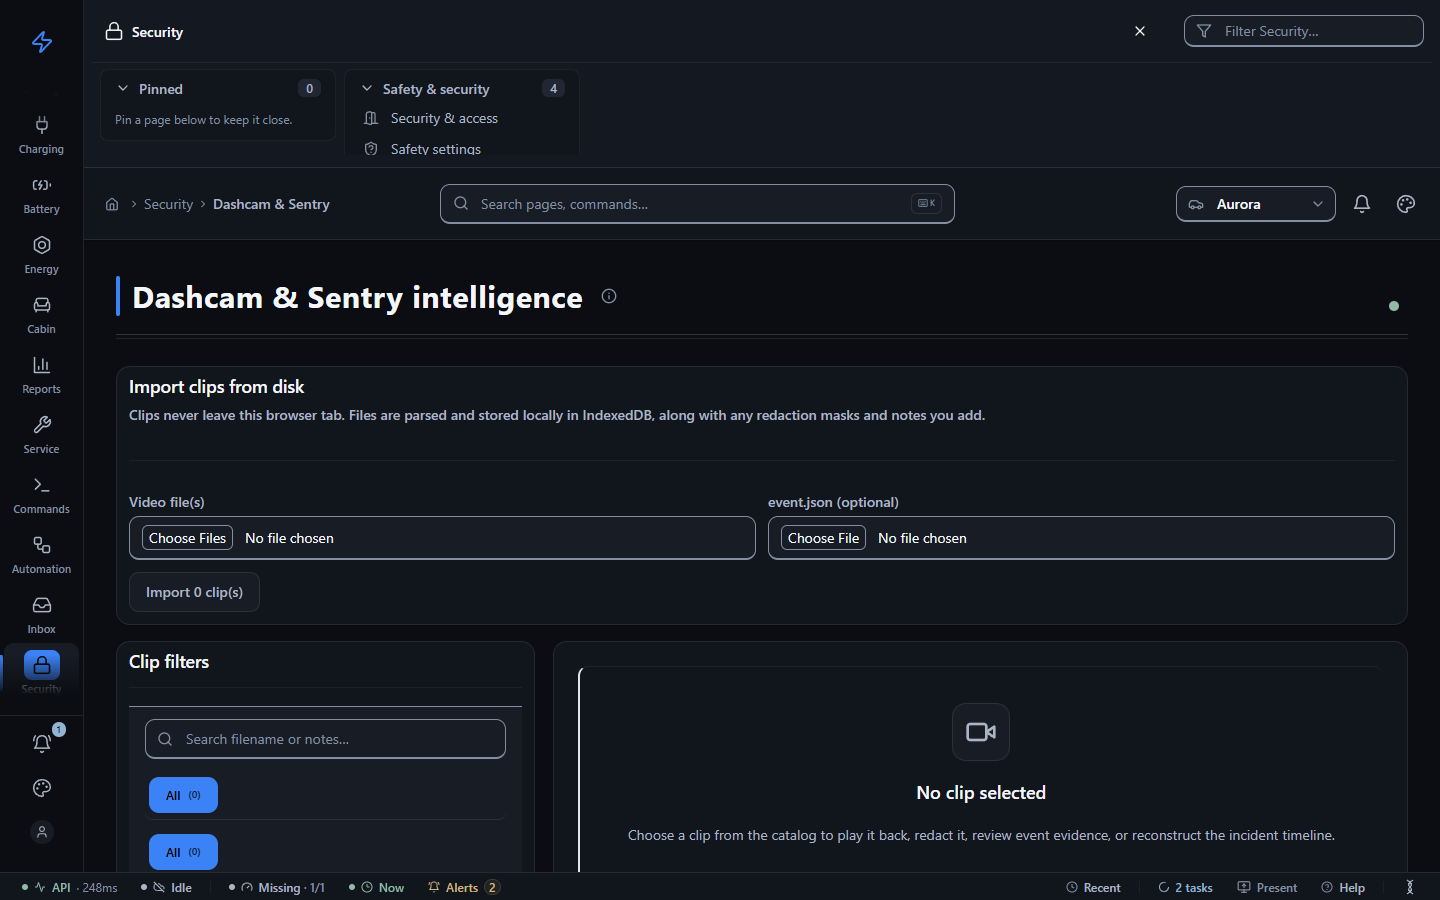 Security
Filter Security...
Pinned
0
Pin a page below to keep it close.
Safety & security
4
Security & access
Safety settings
Charging
Battery
Energy
Cabin
Reports
Service
Commands
Automation
Inbox
Security
1
Security
Dashcam & Sentry
Search pages, commands...
K
Aurora
Dashcam & Sentry intelligence
Import clips from disk
Clips never leave this browser tab. Files are parsed and stored locally in IndexedDB, along with any redaction masks and notes you add.
Video file(s)
Choose Files No file chosen
event.json (optional)
Choose File No file chosen
Import 0 clip(s)
Clip filters
Search filename or notes...
All (0)
All (0)
No clip selected
Choose a clip from the catalog to play it back, redact it, review event evidence, or reconstruct the incident timeline.
API · 248ms
Idle
Missing · 1/1
Now
Alerts 2
Recent
2 tasks
Present
Help